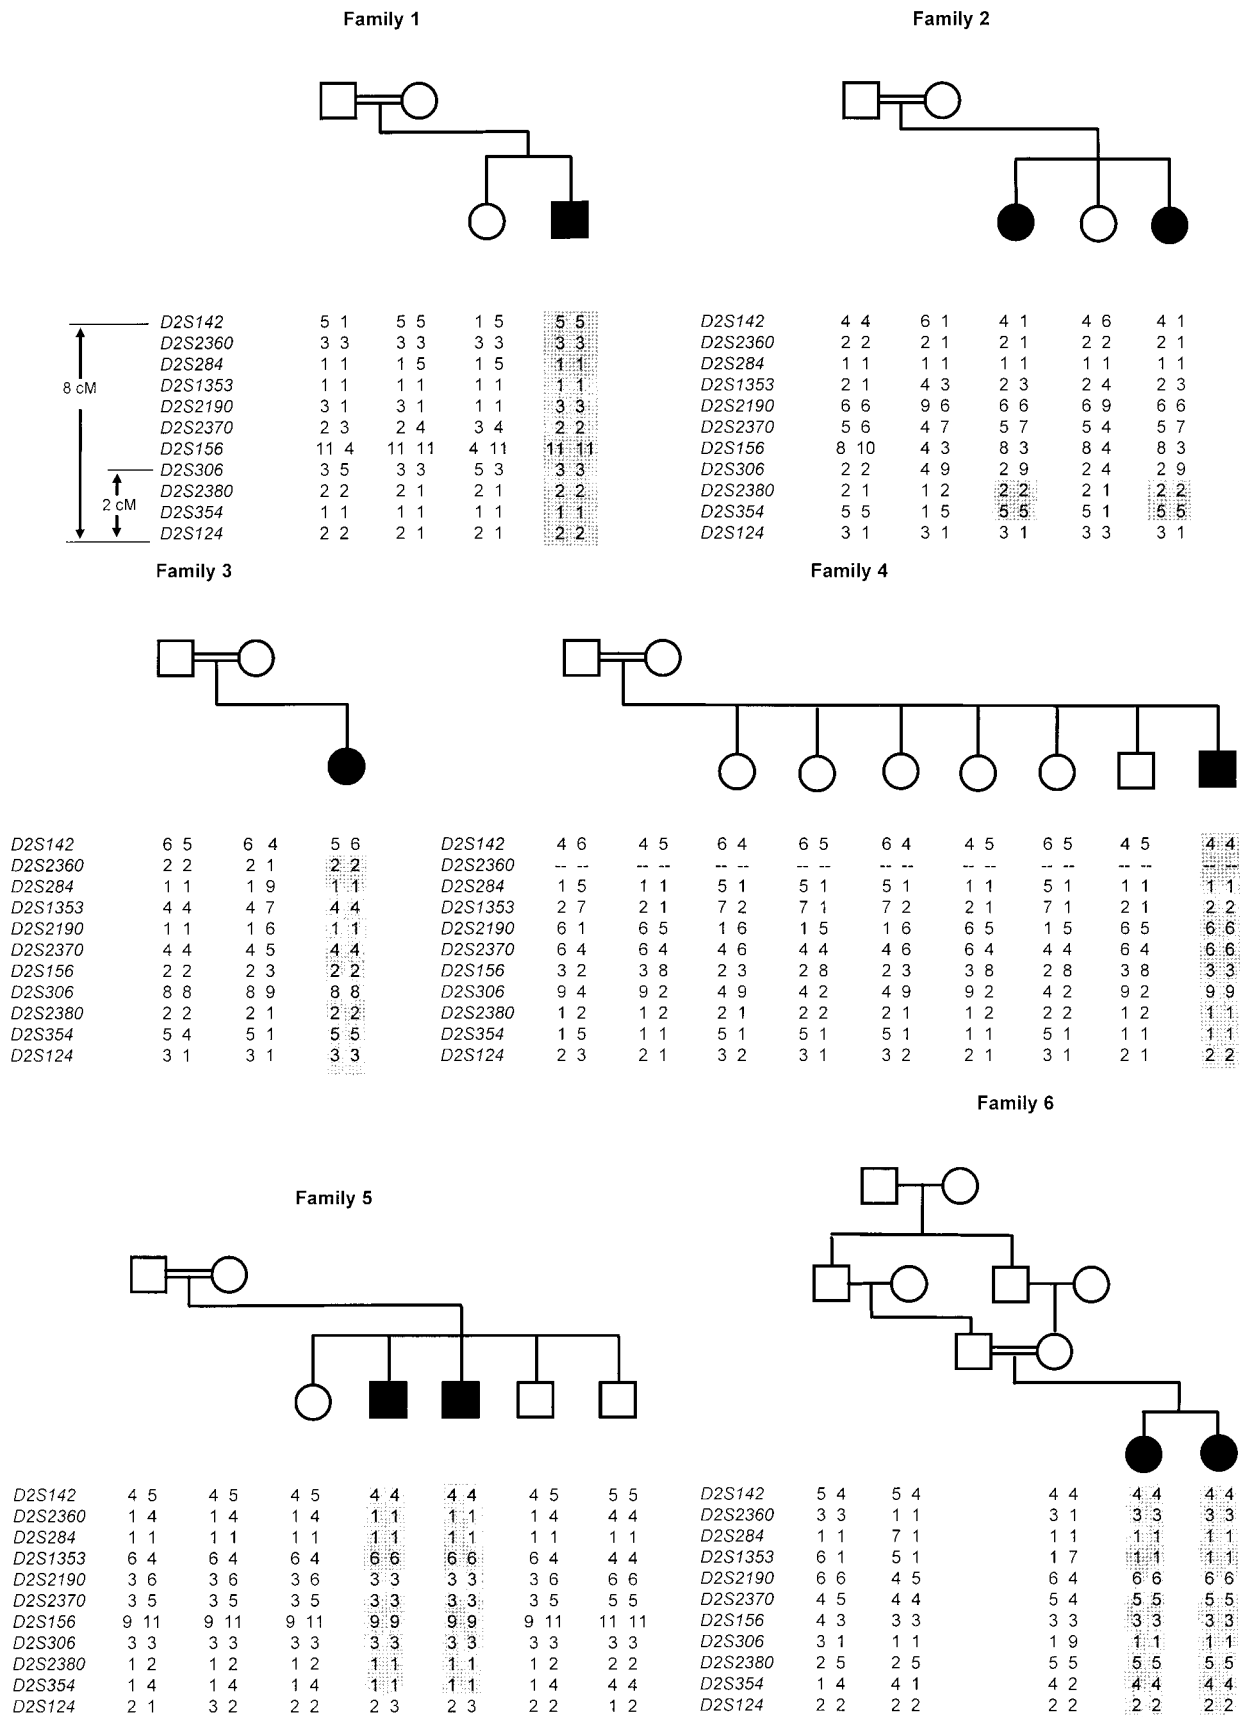 Family 1
Family 2
D2S142 5 1 5 5 1 5 5 5
D2S2360 3 3 3 3 3 3 3 3
D2S284 1 1 1 5 1 5 1 1
D2S1353 1 1 1 1 1 1 1 1
D2S2190 3 1 3 1 1 1 3 3
D2S2370 2 3 2 4 3 4 2 2
D2S156 11 4 11 11 4 11 11 11
D2S306 3 5 3 3 5 3 3 3
D2S2380 2 2 2 1 2 1 2 2
D2S354 1 1 1 1 1 1 1 1
D2S124 2 2 2 1 2 1 2 2
8 cM
2 cM
D2S142 4 4 6 1 4 1 4 6 4 1
D2S2360 2 2 2 1 2 1 2 2 2 1
D2S284 1 1 1 1 1 1 1 1 1 1
D2S1353 2 1 4 3 2 3 2 4 2 3
D2S2190 6 6 9 6 6 6 6 9 6 6
D2S2370 5 6 4 7 5 7 5 4 5 7
D2S156 8 10 4 3 8 3 8 4 8 3
D2S306 2 2 4 9 2 9 2 4 2 9
D2S2380 2 1 1 2 2 2 2 1 2 2
D2S354 5 5 1 5 5 5 5 1 5 5
D2S124 3 1 3 1 3 1 3 3 3 1
Family 3
Family 4
D2S142 6 5 6 4 5 6
D2S2360 2 2 2 1 2 2
D2S284 1 1 1 9 1 1
D2S1353 4 4 4 7 4 4
D2S2190 1 1 1 6 1 1
D2S2370 4 4 4 5 4 4
D2S156 2 2 2 3 2 2
D2S306 8 8 8 9 8 8
D2S2380 2 2 2 1 2 2
D2S354 5 4 5 1 5 5
D2S124 3 1 3 1 3 3
D2S142 4 6 4 5 6 4 6 5 6 4 4 5 6 5 4 5 4 4
D2S2360 -- -- -- -- -- -- -- -- -- -- -- -- -- -- -- -- -- --
D2S284 1 5 1 1 5 1 5 1 5 1 1 1 5 1 1 1 1 1
D2S1353 2 7 2 1 7 2 7 1 7 2 2 1 7 1 2 1 2 2
D2S2190 6 1 6 5 1 6 1 5 1 6 6 5 1 5 6 5 6 6
D2S2370 6 4 6 4 4 6 4 4 4 6 6 4 4 4 6 4 6 6
D2S156 3 2 3 8 2 3 2 8 2 3 3 8 2 8 3 8 3 3
D2S306 9 4 9 2 4 9 4 2 4 9 9 2 4 2 9 2 9 9
D2S2380 1 2 1 2 2 1 2 2 2 1 1 2 2 2 1 2 1 1
D2S354 1 5 1 1 5 1 5 1 5 1 1 1 5 1 1 1 1 1
D2S124 2 3 2 1 3 2 3 1 3 2 2 1 3 1 2 1 2 2
Family 5
Family 6
D2S142 4 5 4 5 4 5 4 4 4 4 4 5 5 5
D2S2360 1 4 1 4 1 4 1 1 1 1 1 4 4 4
D2S284 1 1 1 1 1 1 1 1 1 1 1 1 1 1
D2S1353 6 4 6 4 6 4 6 6 6 6 6 4 4 4
D2S2190 3 6 3 6 3 6 3 3 3 3 3 6 6 6
D2S2370 3 5 3 5 3 5 3 3 3 3 3 5 5 5
D2S156 9 11 9 11 9 11 9 9 9 9 9 11 11 11
D2S306 3 3 3 3 3 3 3 3 3 3 3 3 3 3
D2S2380 1 2 1 2 1 2 1 1 1 1 1 2 2 2
D2S354 1 4 1 4 1 4 1 1 1 1 1 4 4 4
D2S124 2 1 3 2 2 2 2 3 2 3 2 2 1 2
D2S142 5 4 5 4 4 4 4 4 4 4
D2S2360 3 3 1 1 3 1 3 3 3 3
D2S284 1 1 7 1 1 1 1 1 1 1
D2S1353 6 1 5 1 1 7 1 1 1 1
D2S2190 6 6 4 5 6 4 6 6 6 6
D2S2370 4 5 4 4 5 4 5 5 5 5
D2S156 4 3 3 3 3 3 3 3 3 3
D2S306 3 1 1 1 1 9 1 1 1 1
D2S2380 2 5 2 5 5 5 5 5 5 5
D2S354 1 4 4 1 4 2 4 4 4 4
D2S124 2 2 2 2 2 2 2 2 2 2